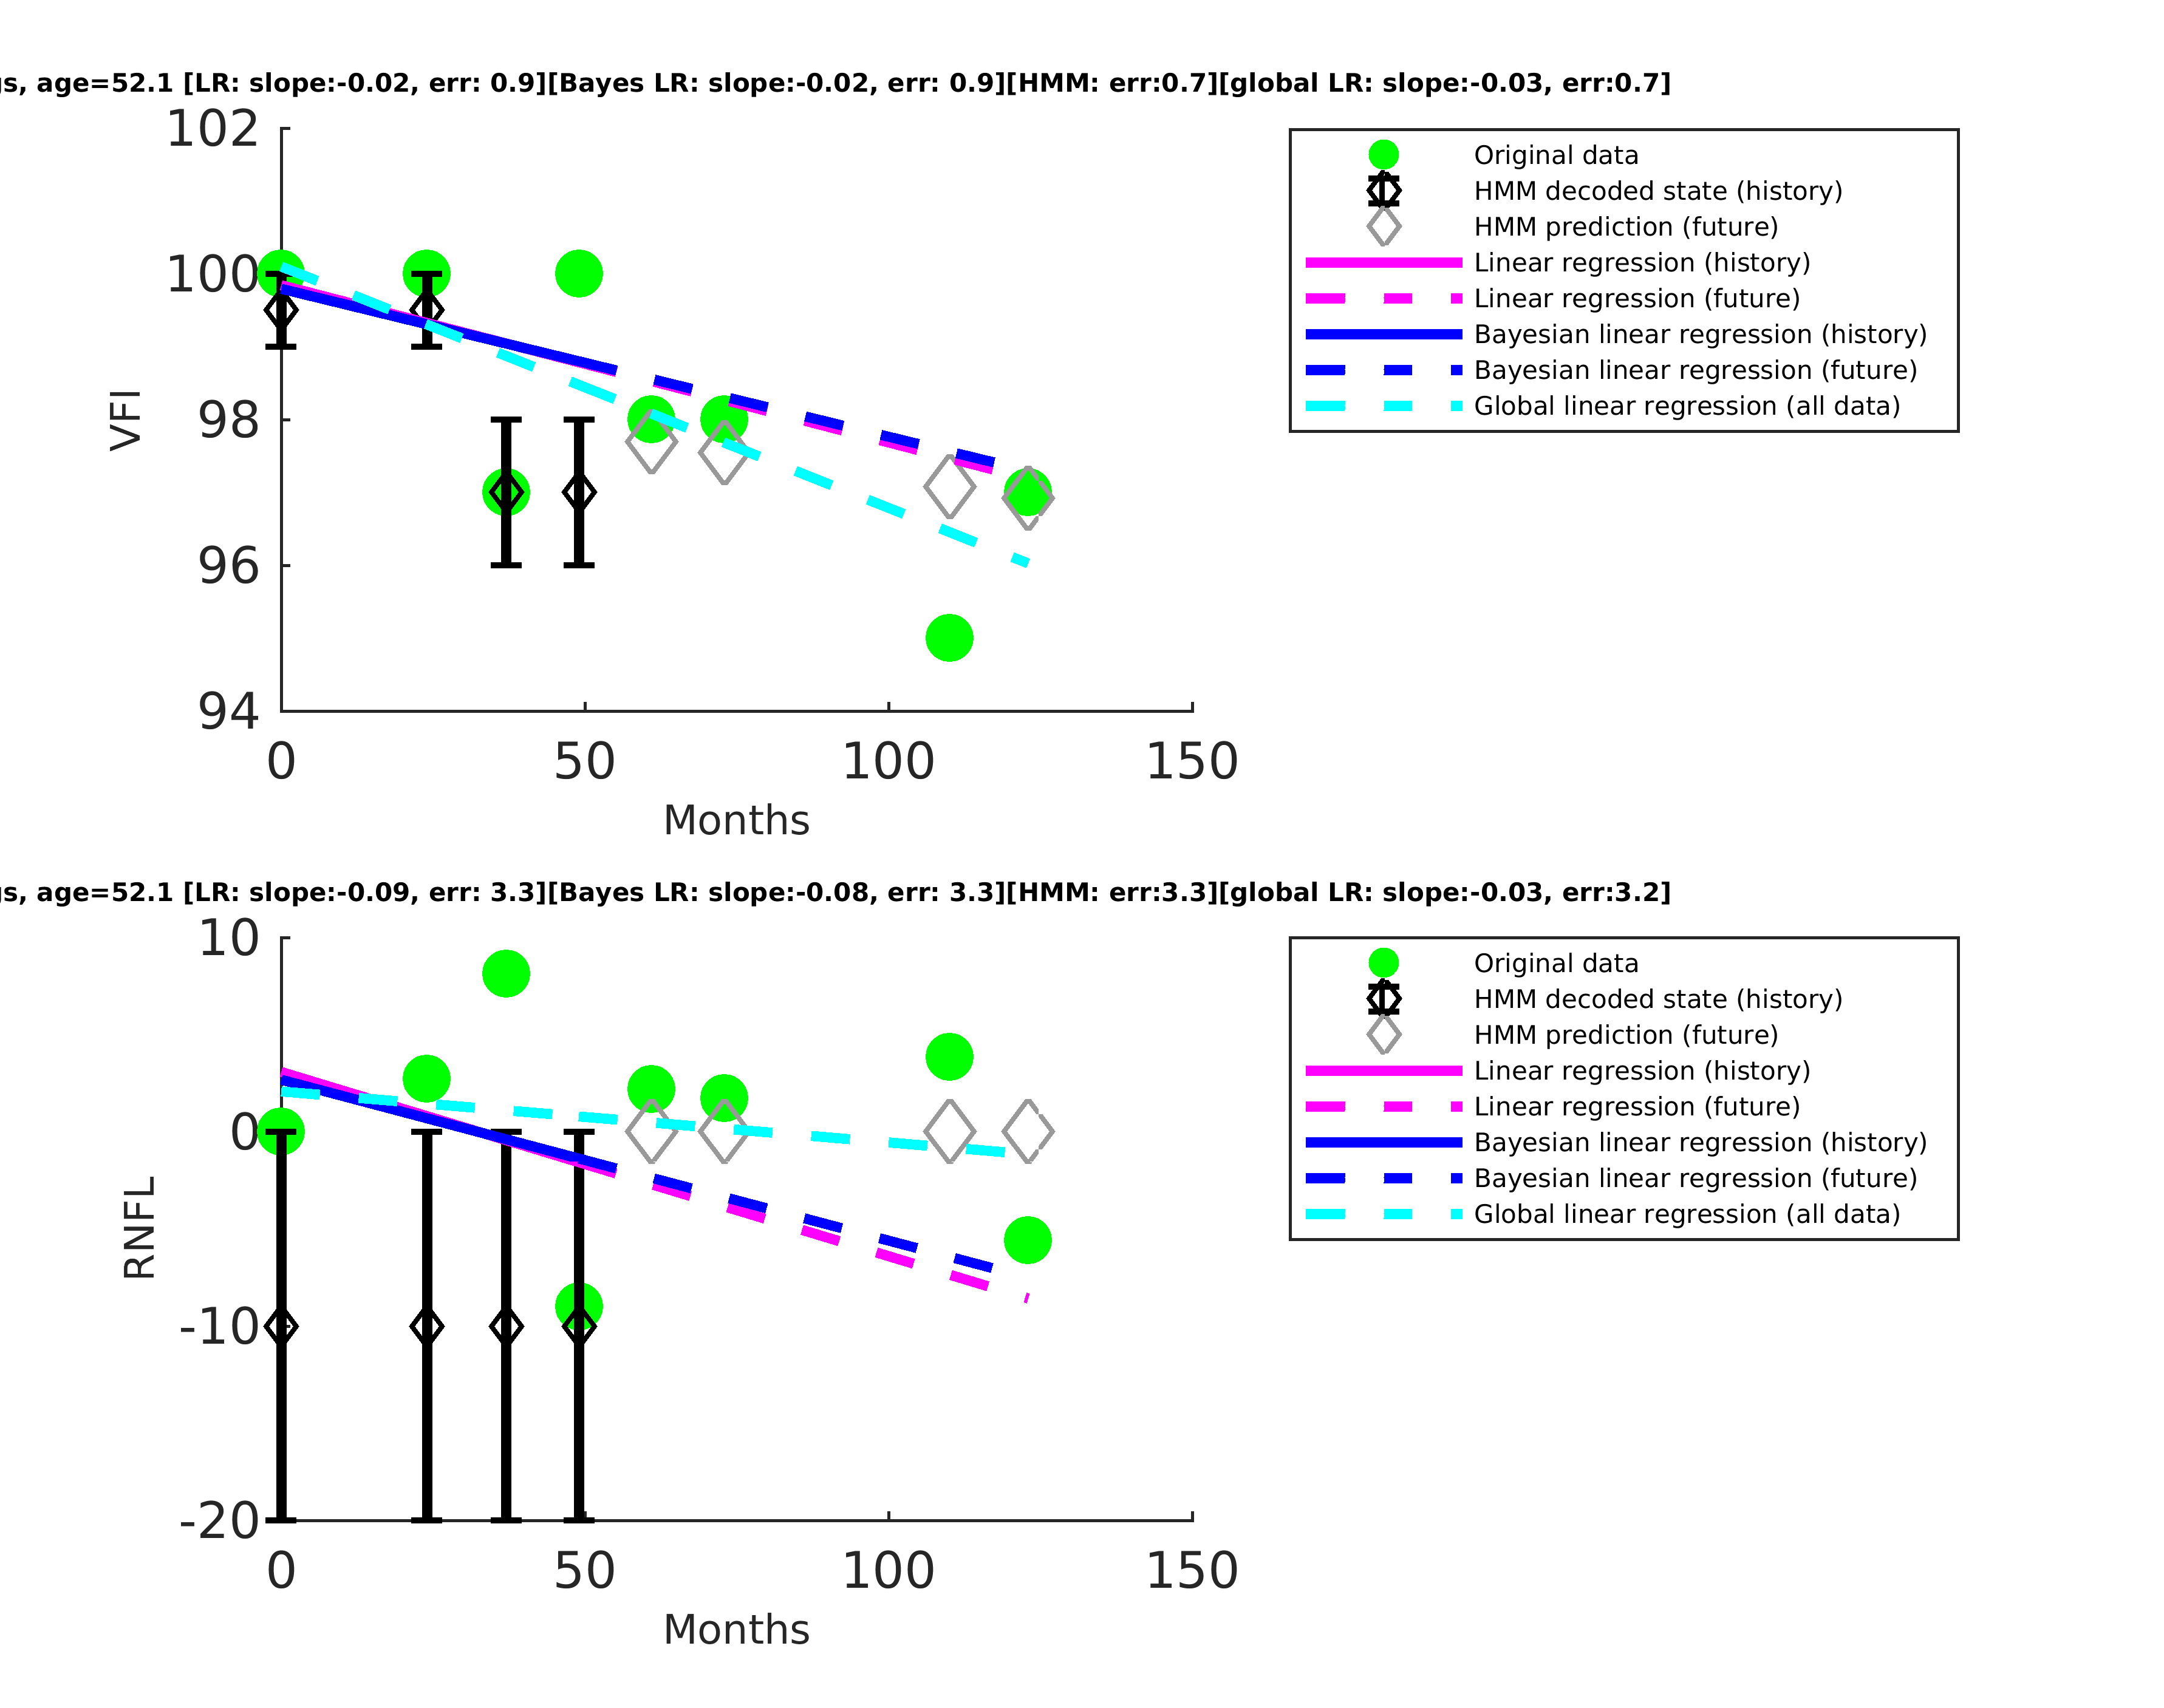 s, age=52.1 [LR: slope:-0.02, err: 0.9][Bayes LR: slope:-0.02, err: 0.9][HMM: err:0.7][global LR: slope:-0.03, err:0.7]
102
100
98
96
94
VFI
0 50 100 150
Months
Original data
HMM decoded state (history)
HMM prediction (future)
Linear regression (history)
Linear regression (future)
Bayesian linear regression (history)
Bayesian linear regression (future)
Global linear regression (all data)
s, age=52.1 [LR: slope:-0.09, err: 3.3][Bayes LR: slope:-0.08, err: 3.3][HMM: err:3.3][global LR: slope:-0.03, err:3.2]
10
0
-10
-20
RNFL
0 50 100 150
Months
Original data
HMM decoded state (history)
HMM prediction (future)
Linear regression (history)
Linear regression (future)
Bayesian linear regression (history)
Bayesian linear regression (future)
Global linear regression (all data)